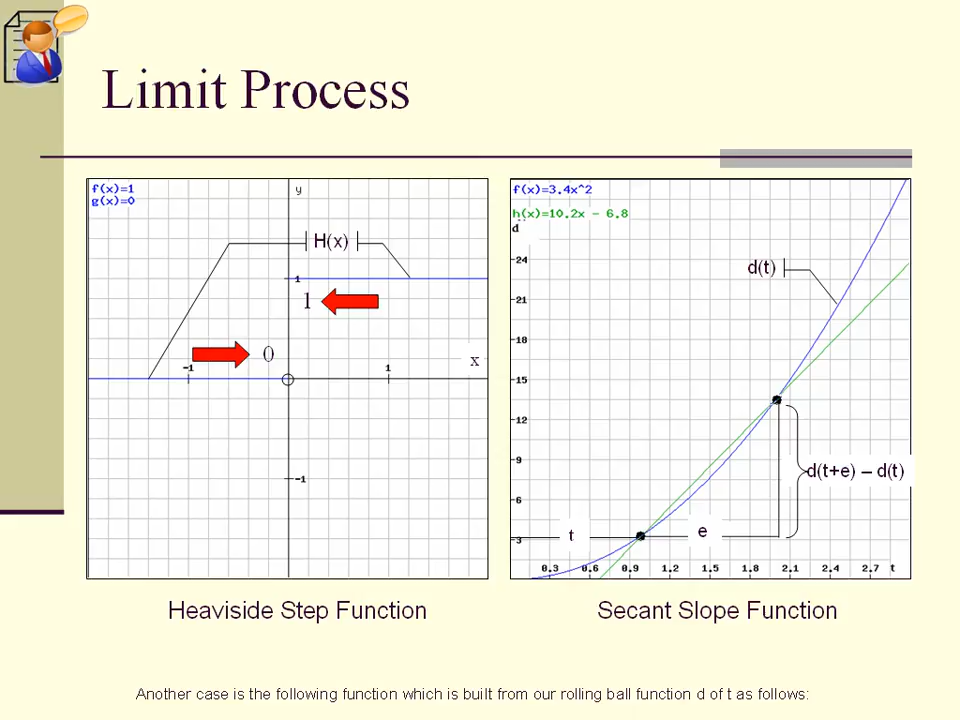 Limit Process
f(x)=1
g(x)=0
y
H(x)
1
1
0
x
-1
1
-1
f(x)=3.4x^2
h(x)=10.2x - 6.8
d
24
21
18
15
12
9
6
3
d(t)
d(t+e) – d(t)
t
e
0.3 0.6 0.9 1.2 1.5 1.8 2.1 2.4 2.7 t
Heaviside Step Function
Secant Slope Function
Another case is the following function which is built from our rolling ball function d of t as follows: